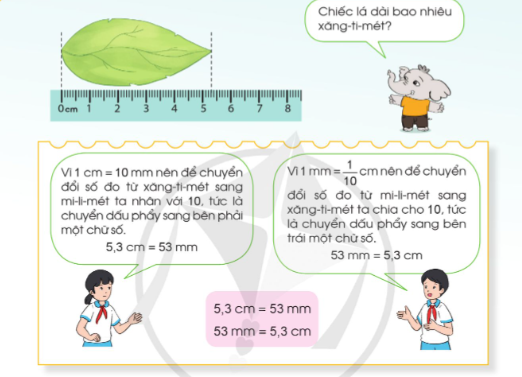 Chiếc lá dài bao nhiêu
xăng-ti-mét?
0cm 1 2 3 4 5 6 7 8
Vì 1 cm = 10 mm nên để chuyển
đổi số đo từ xăng-ti-mét sang
mi-li-mét ta nhân với 10, tức là
chuyển dấu phẩy sang bên phải
một chữ số.
5,3 cm = 53 mm
Vì 1 mm = 1/10 cm nên để chuyển
đổi số đo từ mi-li-mét sang
xăng-ti-mét ta chia cho 10, tức
là chuyển dấu phẩy sang bên
trái một chữ số.
53 mm = 5,3 cm
5,3 cm = 53 mm
53 mm = 5,3 cm